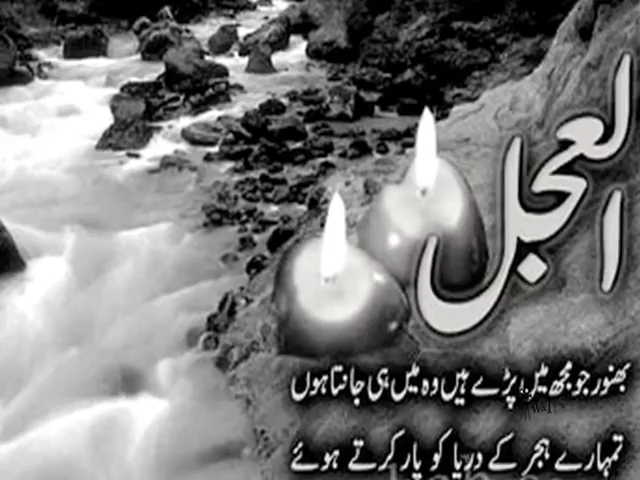 العجل
بھنور جو مجھ میں پڑے ہیں وہ میں ہی جانتا ہوں
تمہارے ہجر کے دریا کو پار کرتے ہوئے